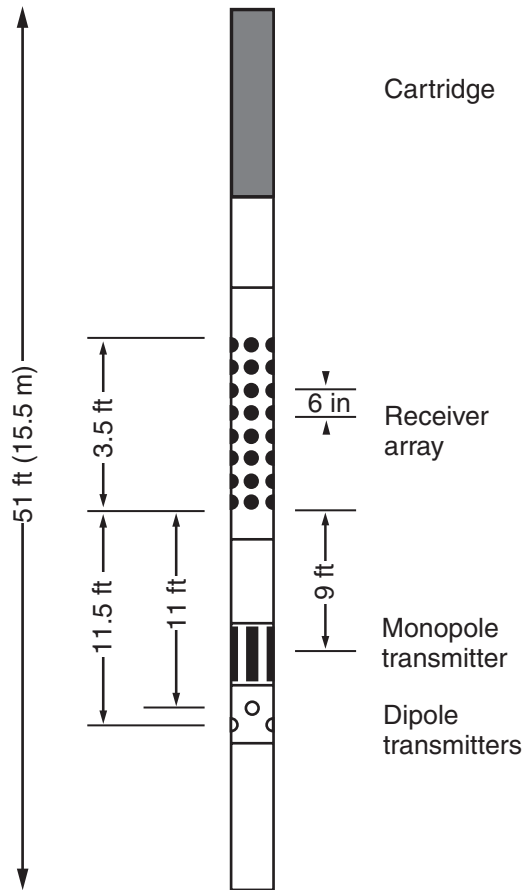 Cartridge
51 ft (15.5 m)
3.5 ft
6 in
Receiver
array
11.5 ft
11 ft
9 ft
Monopole
transmitter
Dipole
transmitters